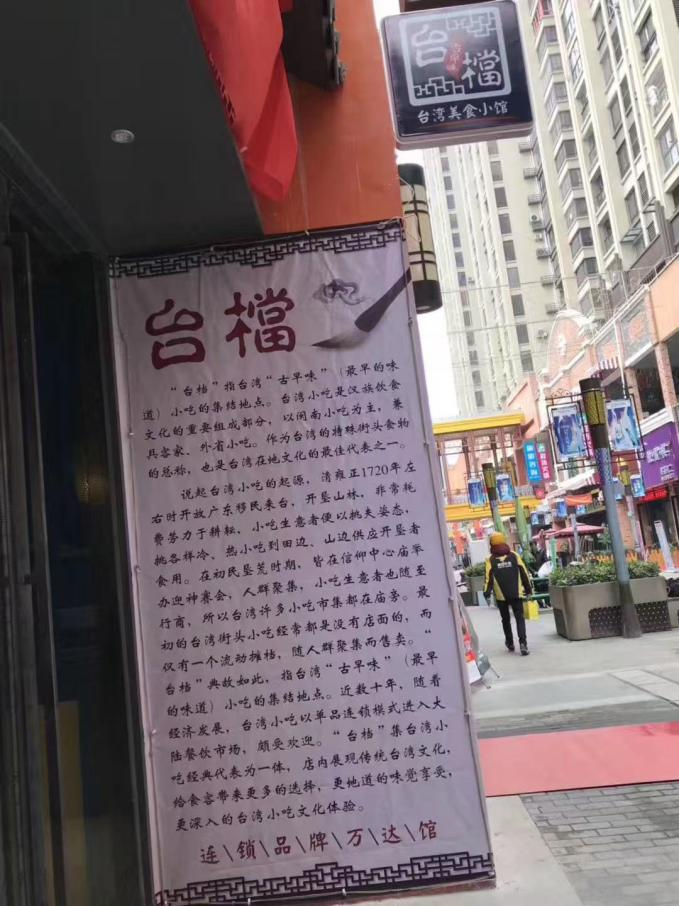 台檔
古早味
台湾美食小馆
台檔
“台档”指台湾“古早味”（最早的味
道）小吃的集结地点。台湾小吃是汉族饮食
文化的重要组成部分，以闽南小吃为主，兼
具客家、外省小吃。作为台湾的特殊街头食物
的总称，也是台湾在地文化的最佳代表之一。
说起台湾小吃的起源，清雍正1720年左
右时开放广东移民来台，开垦山林，非常耗
费劳力于耕耘，小吃生意者便以挑夫姿态，
挑各样冷、热小吃到田边、山边供应开垦者
食用。在初民垦荒时期，皆在信仰中心庙举
办迎神赛会，人群聚集，小吃生意者也随至
行商，所以台湾许多小吃市集都在庙旁。最
初的台湾街头小吃经常都是没有店面的，而
仅有一个流动摊档，随人群聚集而售卖。“
台档”典故如此，指台湾“古早味”（最早
的味道）小吃的集结地点。近数十年，随着
经济发展，台湾小吃以单品连锁模式进入大
陆餐饮市场，颇受欢迎。“台档”集台湾小
吃经典代表为一体，店内展现传统台湾文化，
给食客带来更多的选择，更地道的味觉享受，
更深入的台湾小吃文化体验。
连\锁\品\牌\万\达\馆